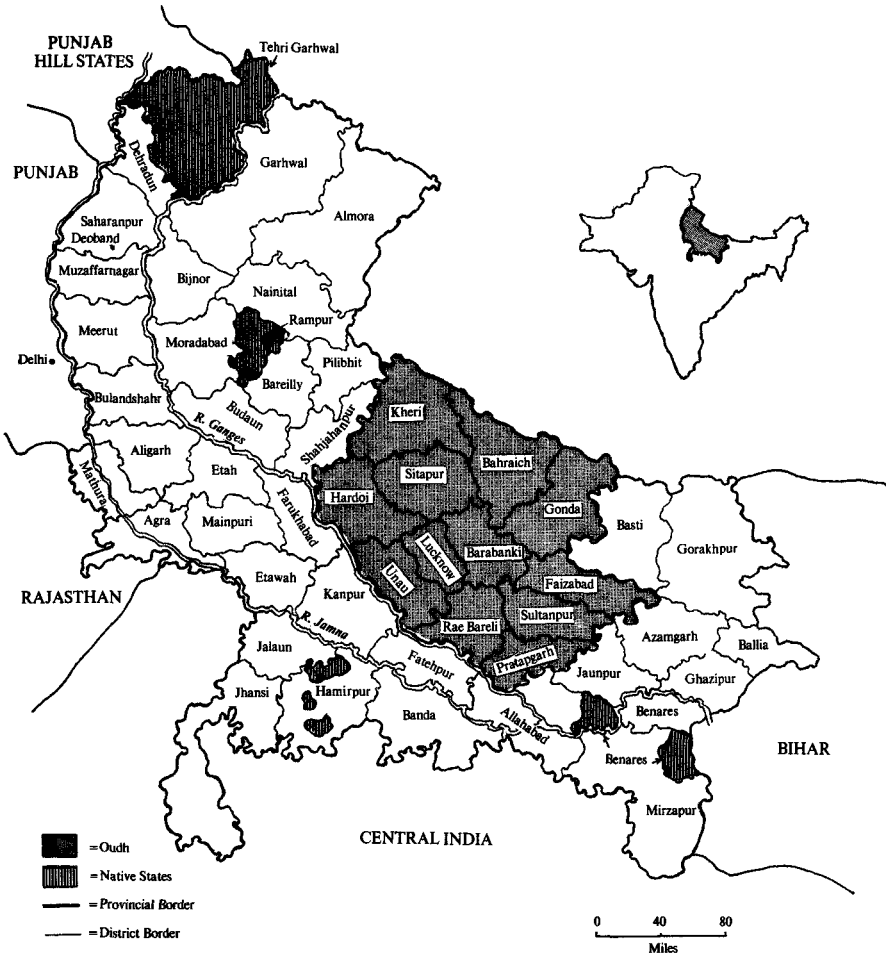 PUNJAB
HILL STATES
Tehri Garhwal
PUNJAB
Dehradun
Garhwal
Almora
Saharanpur
Deoband
Muzaffarnagar
Bijnor
Nainital
Meerut
Moradabad
Rampur
Delhi
Pilibhit
Bareilly
Bulandshahr
Budaun
R. Ganges
Shahjahanpur
Kheri
Aligarh
Etah
Mathura
Sitapur
Bahraich
Hardoi
Farukhabad
Gonda
Agra
Mainpuri
Basti
Gorakhpur
Lucknow
Barabanki
Etawah
Unau
Faizabad
RAJASTHAN
Kanpur
R. Jamna
Rae Bareli
Sultanpur
Azamgarh
Ballia
Jalaun
Fatehpur
Pratapgarh
Jaunpur
Ghazipur
Jhansi
Hamirpur
Banda
Allahabad
Benares
Benares
BIHAR
Mirzapur
CENTRAL INDIA
= Oudh
= Native States
= Provincial Border
= District Border
0 40 80
Miles